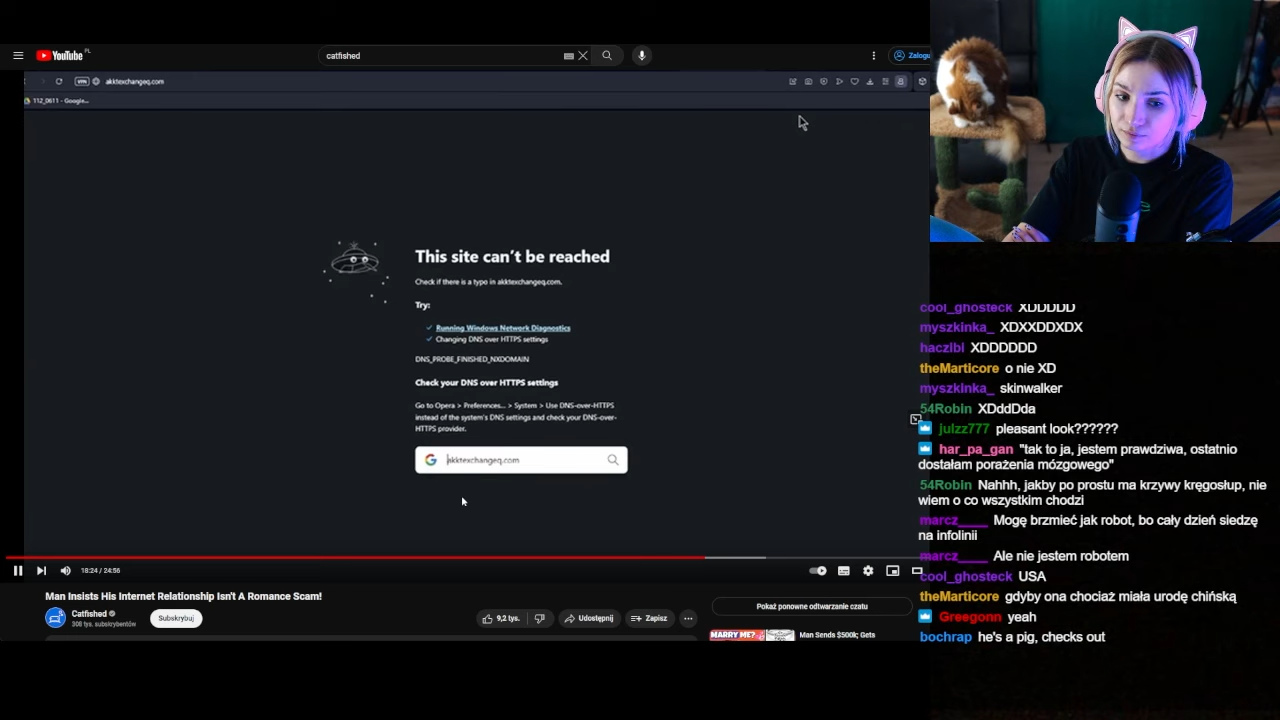 YouTube PL
catfished
Zalogu
VPN
akktexchangeq.com
112_0611 - Google...
This site can't be reached
Check if there is a typo in akktexchangeq.com.
Try:
Running Windows Network Diagnostics
Changing DNS over HTTPS settings
DNS_PROBE_FINISHED_NXDOMAIN
Check your DNS over HTTPS settings
Go to Opera > Preferences... > System > Use DNS-over-HTTPS
instead of the system's DNS settings and check your DNS-over-
HTTPS provider.
akktexchangeq.com
18:24 / 24:56
Man Insists His Internet Relationship Isn't A Romance Scam!
Catfished
308 tys. subskrybentów
Subskrybuj
9,2 tys.
Udostępnij
Zapisz
Pokaż ponowne odtwarzanie czatu
MARRY ME?
Man Sends $500k; Gets
cool_ghosteck XDDDDD
myszkinka_ XDXXDDXDX
haczlbl XDDDDDD
theMarticore o nie XD
myszkinka_ skinwalker
54Robin XDddDda
julzz777 pleasant look??????
har_pa_gan "tak to ja, jestem prawdziwa, ostatnio
dostałam porażenia mózgowego"
54Robin Nahhh, jakby po prostu ma krzywy kręgosłup, nie
wiem o co wszystkim chodzi
marcz____ Mogę brzmieć jak robot, bo cały dzień siedzę
na infolinii
marcz____ Ale nie jestem robotem
cool_ghosteck USA
theMarticore gdyby ona chociaż miała urodę chińską
Greegonn yeah
bochrap he's a pig, checks out